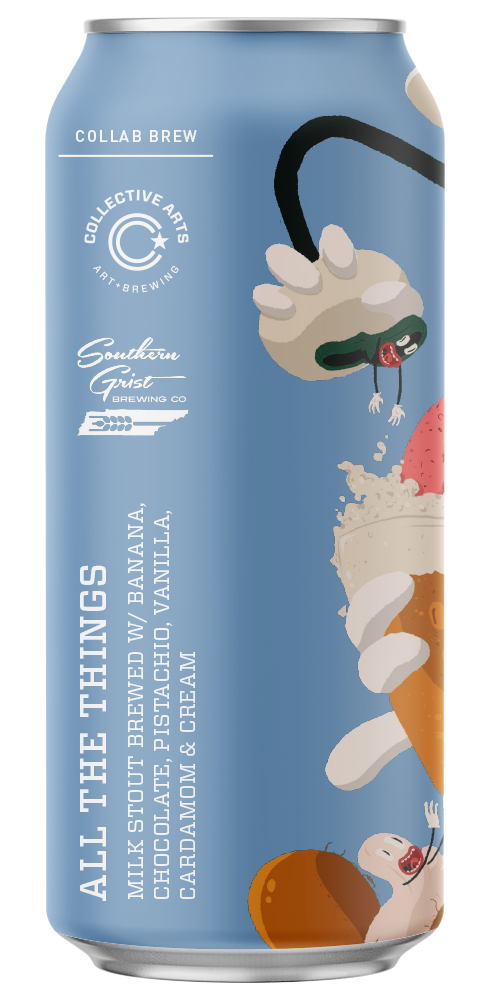 COLLAB BREW
COLLECTIVE ARTS
ART+BREWING
Southern
Grist
BREWING CO
ALL THE THINGS
MILK STOUT BREWED W/ BANANA,
CHOCOLATE, PISTACHIO, VANILLA,
CARDAMOM & CREAM